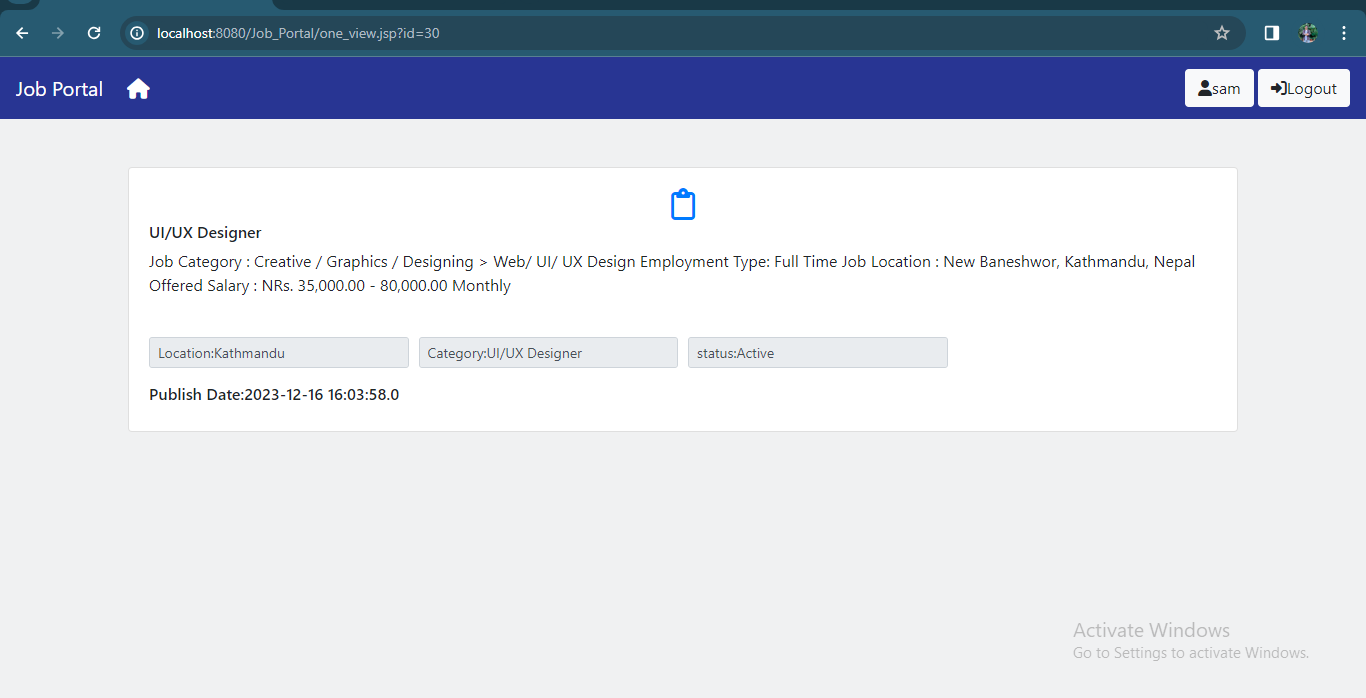 localhost:8080/Job_Portal/one_view.jsp?id=30
Job Portal
sam
Logout
UI/UX Designer
Job Category : Creative / Graphics / Designing > Web/ UI/ UX Design Employment Type: Full Time Job Location : New Baneshwor, Kathmandu, Nepal
Offered Salary : NRs. 35,000.00 - 80,000.00 Monthly
Location:Kathmandu
Category:UI/UX Designer
status:Active
Publish Date:2023-12-16 16:03:58.0
Activate Windows
Go to Settings to activate Windows.